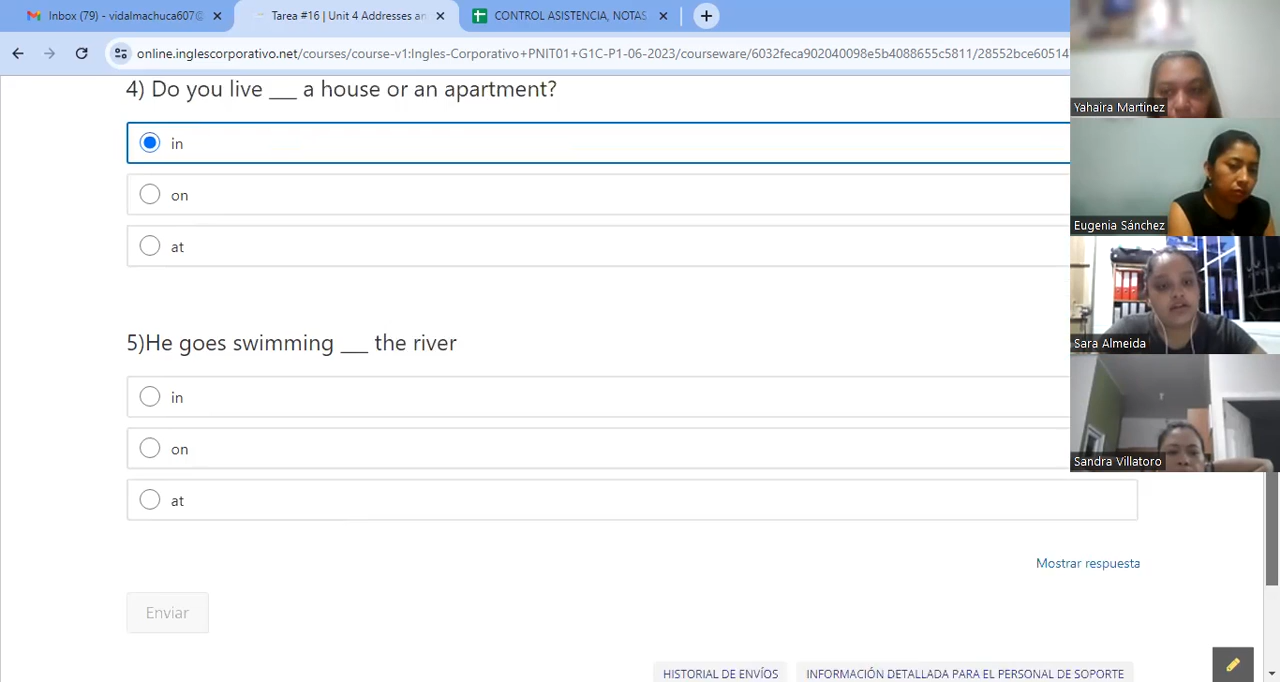 Inbox (79) - vidalmachuca607@
Tarea #16 | Unit 4 Addresses an
CONTROL ASISTENCIA, NOTAS
online.inglescorporativo.net/courses/course-v1:Ingles-Corporativo+PNIT01+G1C-P1-06-2023/courseware/6032feca902040098e5b4088655c5811/28552bce60514
4) Do you live ___ a house or an apartment?
in
on
at
5)He goes swimming ___ the river
in
on
at
Mostrar respuesta
Enviar
HISTORIAL DE ENVÍOS
INFORMACIÓN DETALLADA PARA EL PERSONAL DE SOPORTE
Yahaira Martinez
Eugenia Sánchez
Sara Almeida
Sandra Villatoro